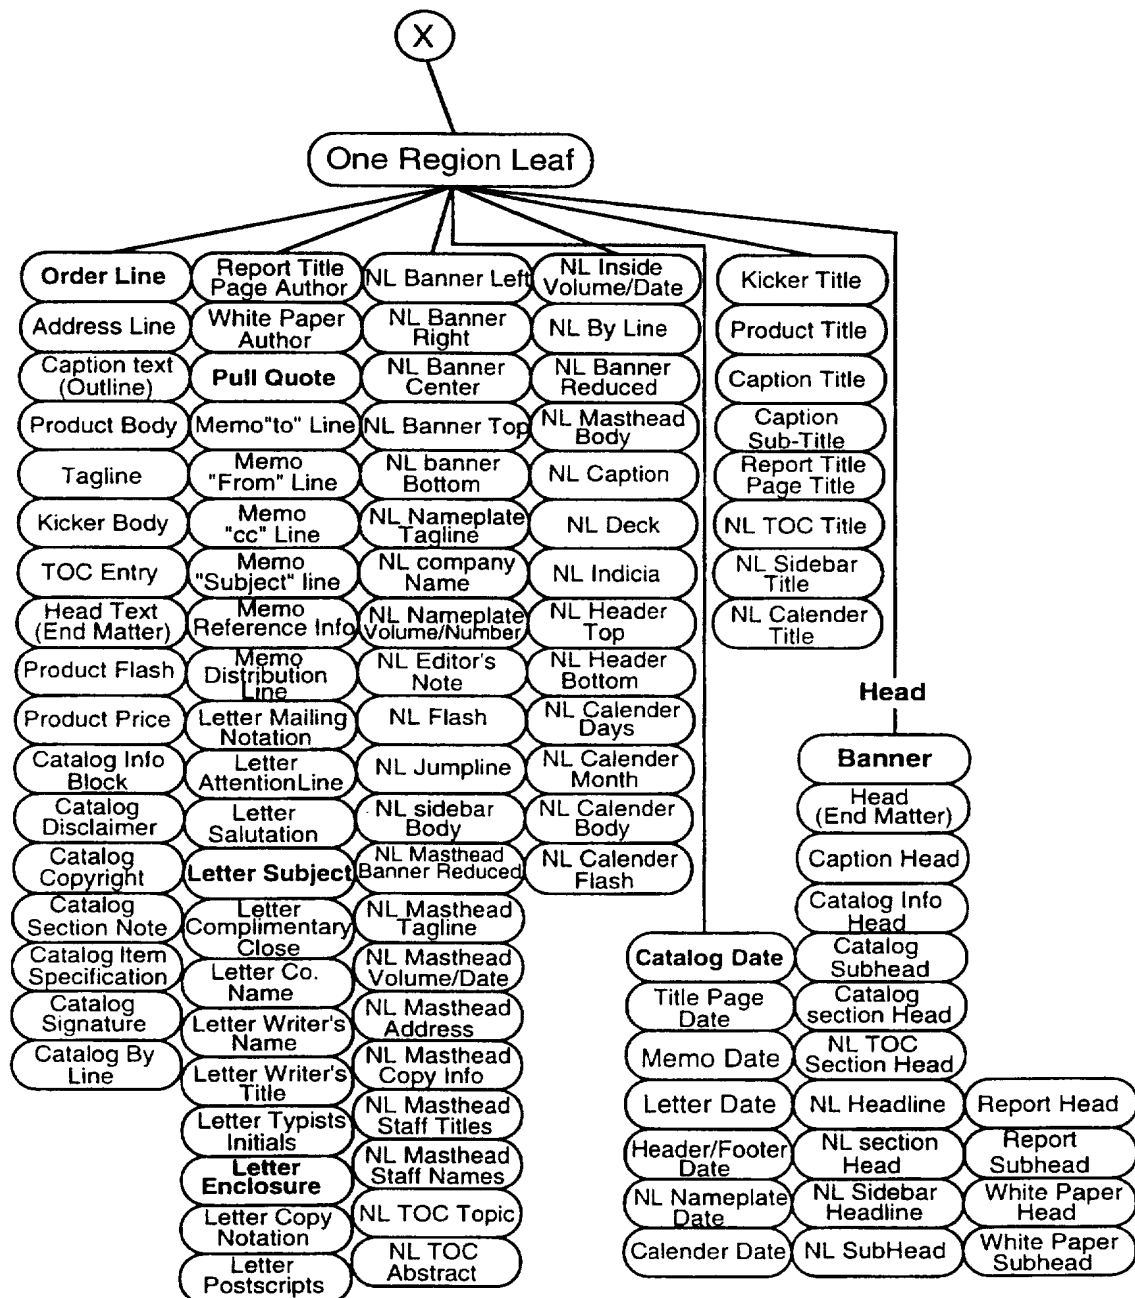 X
One Region Leaf
Order Line
Address Line
Caption text
(Outline)
Product Body
Tagline
Kicker Body
TOC Entry
Head Text
(End Matter)
Product Flash
Product Price
Catalog Info
Block
Catalog
Disclaimer
Catalog
Copyright
Catalog
Section Note
Catalog Item
Specification
Catalog
Signature
Catalog By
Line
Report Title
Page Author
White Paper
Author
Pull Quote
Memo"to" Line
Memo
"From" Line
Memo
"cc" Line
Memo
"Subject" line
Memo
Reference Info
Memo
Distribution
Line
Letter Mailing
Notation
Letter
AttentionLine
Letter
Salutation
Letter Subject
Letter
Complimentary
Close
Letter Co.
Name
Letter Writer's
Name
Letter Writer's
Title
Letter Typists
Initials
Letter
Enclosure
Letter Copy
Notation
Letter
Postscripts
NL Banner Left
NL Banner
Right
NL Banner
Center
NL Banner Top
NL banner
Bottom
NL Nameplate
Tagline
NL company
Name
NL Nameplate
Volume/Number
NL Editor's
Note
NL Flash
NL Jumpline
NL sidebar
Body
NL Masthead
Banner Reduced
NL Masthead
Tagline
NL Masthead
Volume/Date
NL Masthead
Address
NL Masthead
Copy Info
NL Masthead
Staff Titles
NL Masthead
Staff Names
NL TOC Topic
NL TOC
Abstract
NL Inside
Volume/Date
NL By Line
NL Banner
Reduced
NL Masthead
Body
NL Caption
NL Deck
NL Indicia
NL Header
Top
NL Header
Bottom
NL Calender
Days
NL Calender
Month
NL Calender
Body
NL Calender
Flash
Catalog Date
Title Page
Date
Memo Date
Letter Date
Header/Footer
Date
NL Nameplate
Date
Calender Date
Kicker Title
Product Title
Caption Title
Caption
Sub-Title
Report Title
Page Title
NL TOC Title
NL Sidebar
Title
NL Calender
Title
Head
Banner
Head
(End Matter)
Caption Head
Catalog Info
Head
Catalog
Subhead
Catalog
section Head
NL TOC
Section Head
NL Headline
NL section
Head
NL Sidebar
Headline
NL SubHead
Report Head
Report
Subhead
White Paper
Head
White Paper
Subhead